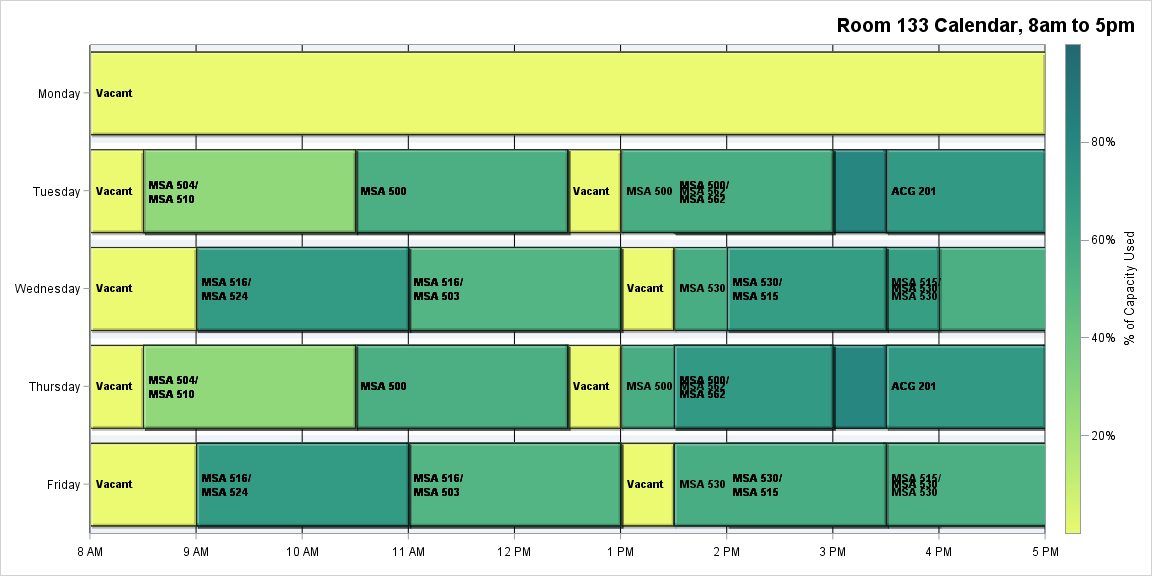 Room 133 Calendar, 8am to 5pm
Monday
Vacant
Tuesday
Vacant
MSA 504/
MSA 510
MSA 500
Vacant
MSA 500
MSA 500/
MSA 562
MSA 562
ACG 201
Wednesday
Vacant
MSA 516/
MSA 524
MSA 516/
MSA 503
Vacant
MSA 530
MSA 530/
MSA 515
MSA 515/
MSA 530
MSA 530
Thursday
Vacant
MSA 504/
MSA 510
MSA 500
Vacant
MSA 500
MSA 500/
MSA 562
MSA 562
ACG 201
Friday
Vacant
MSA 516/
MSA 524
MSA 516/
MSA 503
Vacant
MSA 530
MSA 530/
MSA 515
MSA 515/
MSA 530
MSA 530
8 AM
9 AM
10 AM
11 AM
12 PM
1 PM
2 PM
3 PM
4 PM
5 PM
80%
60%
40%
20%
% of Capacity Used